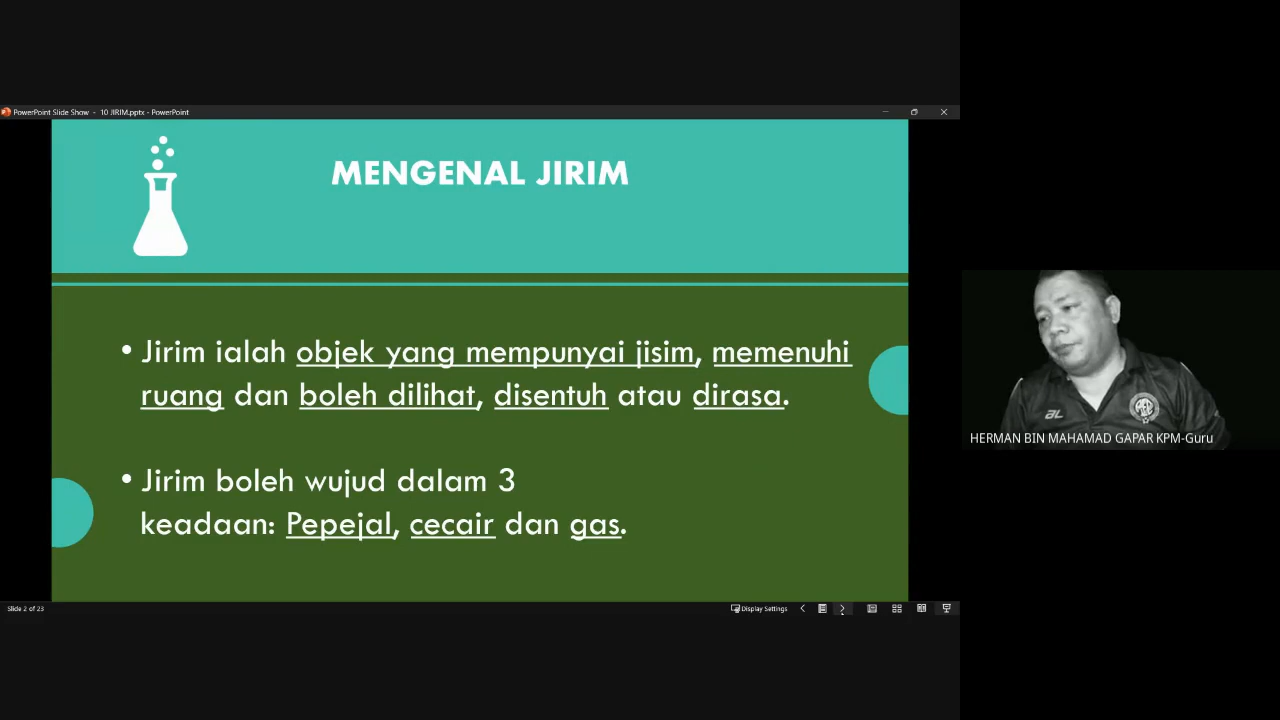 PowerPoint Slide Show - 10 JIRIM.pptx - PowerPoint
MENGENAL JIRIM
• Jirim ialah objek yang mempunyai jisim, memenuhi
ruang dan boleh dilihat, disentuh atau dirasa.
• Jirim boleh wujud dalam 3
keadaan: Pepejal, cecair dan gas.
AL
HERMAN BIN MAHAMAD GAPAR KPM-Guru
Slide 2 of 23
Display Settings